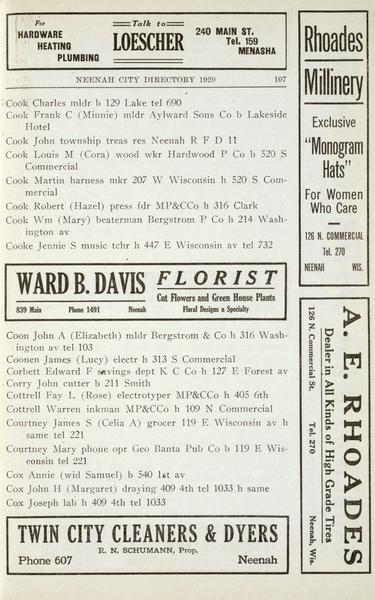 For
HARDWARE
HEATING
PLUMBING
Talk to
LOESCHER
240 MAIN ST.
Tel. 159
MENASHA
NEENAH CITY DIRECTORY 1920 107
Cook Charles mldr b 129 Lake tel 690
Cook Frank C (Minnie) mldr Aylward Sons Co b Lakeside
Hotel
Cook John township treas res Neenah R F D 11
Cook Louis M (Cora) wood wkr Hardwood P Co b 520 S
Commercial
Cook Martin harness mkr 207 W Wisconsin h 520 S Com-
mercial
Cook Robert (Hazel) press fdr MP&CCo h 316 Clark
Cook Wm (Mary) beaterman Bergstrom P Co h 214 Wash-
ington av
Cooke Jennie S music tchr h 447 E Wisconsin av tel 732
WARD B. DAVIS FLORIST
Cut Flowers and Green House Plants
839 Main Phone 1491 Neenah Floral Designs a Specialty
Coon John A (Elizabeth) mldr Bergstrom & Co h 316 Wash-
ington av tel 103
Coonen James (Lucy) electr h 313 S Commercial
Corbett Edward F savings dept K C Co h 127 E Forest av
Corry John cutter b 211 Smith
Cottrell Fay L (Rose) electrotyper MP&CCo h 405 6th
Cottrell Warren inkman MP&CCo h 109 N Commercial
Courtney James S (Celia A) grocer 119 E Wisconsin av h
same tel 221
Courtney Mary phone opr Geo Banta Pub Co b 119 E Wis-
consin tel 221
Cox Annie (wid Samuel) b 540 1st av
Cox John H (Margaret) draying 409 4th tel 1033 h same
Cox Joseph lab h 409 4th tel 1033
TWIN CITY CLEANERS & DYERS
R. N. SCHUMANN, Prop.
Phone 607 Neenah
Rhoades
Millinery
Exclusive
"Monogram
Hats"
For Women
Who Care
126 N. COMMERCIAL
Tel. 270
NEENAH WIS.
A. E. RHOADES
Dealer in All Kinds of High Grade Tires
126 N. Commercial St. Tel. 270 Neenah, Wis.